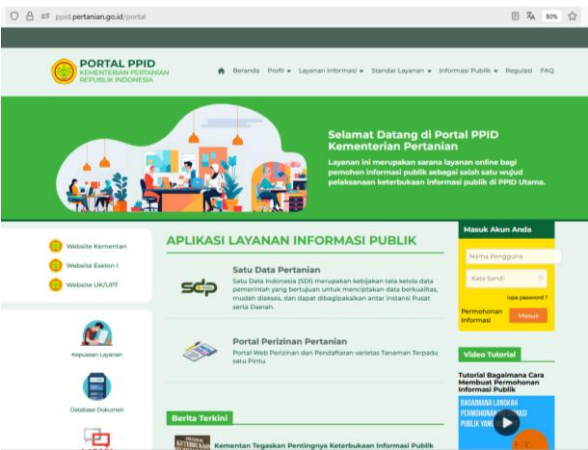 ppid.pertanian.go.id/portal
80%
PORTAL PPID
KEMENTERIAN PERTANIAN
REPUBLIK INDONESIA
Beranda Profil Layanan Informasi Standar Layanan Informasi Publik Regulasi FAQ
Selamat Datang di Portal PPID
Kementerian Pertanian
Layanan ini merupakan sarana layanan online bagi
pemohon informasi publik sebagai salah satu wujud
pelaksanaan keterbukaan informasi publik di PPID Utama.
Website Kementan
Website Eselon I
Website UK/UPT
Kepuasan Layanan
Database Dokumen
APLIKASI LAYANAN INFORMASI PUBLIK
sdp
Satu Data Pertanian
Satu Data Indonesia (SDI) merupakan kebijakan tata kelola data
pemerintah yang bertujuan untuk menciptakan data berkualitas,
mudah diakses, dan dapat dibagipakaikan antar instansi Pusat
serta Daerah.
Portal Perizinan Pertanian
Portal Web Perizinan dan Pendaftaran varietas Tanaman Terpadu
satu Pintu.
Berita Terkini
Kementan Tegaskan Pentingnya Keterbukaan Informasi Publik
Masuk Akun Anda
Nama Pengguna
Kata Sandi
lupa password ?
Permohonan
Informasi
Masuk
Video Tutorial
Tutorial Bagaimana Cara
Membuat Permohonan
Informasi Publik
BAGAIMANA LANGKAH
PERMOHONAN INFORMASI
PUBLIK YANG